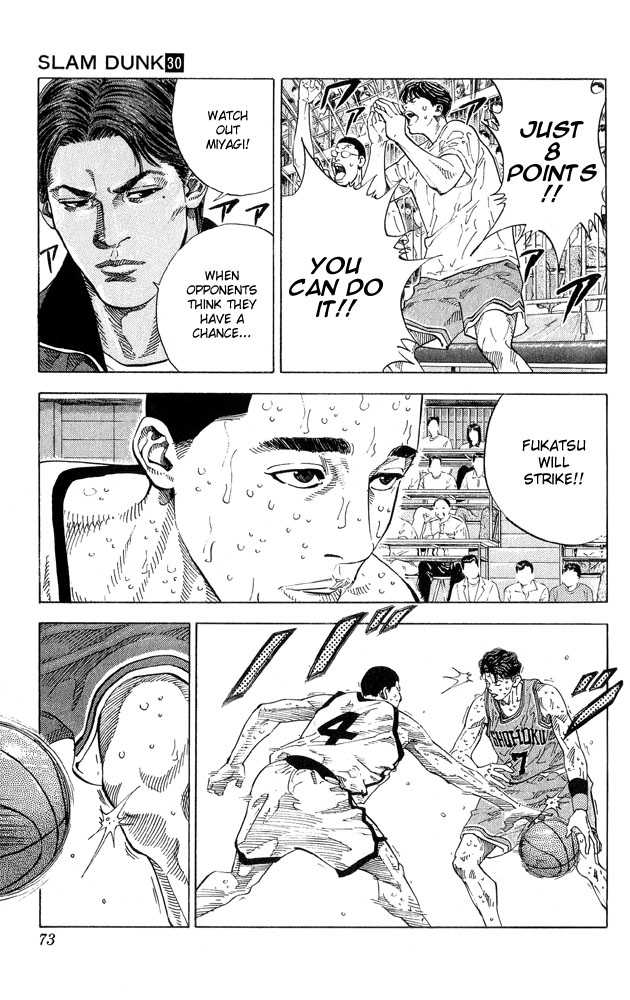 SLAM DUNK 30
JUST
8
POINTS
!!
YOU
CAN DO
IT!!
WATCH
OUT
MIYAGI!
WHEN
OPPONENTS
THINK THEY
HAVE A
CHANCE...
FUKATSU
WILL
STRIKE!!
4
SHOHOKU
7
73